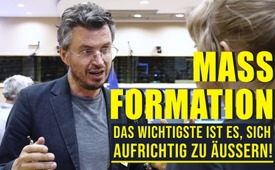 MASS
FORMATION
DAS WICHTIGSTE IST ES, SICH
AUFRICHTIG ZU ÄUSSERN!